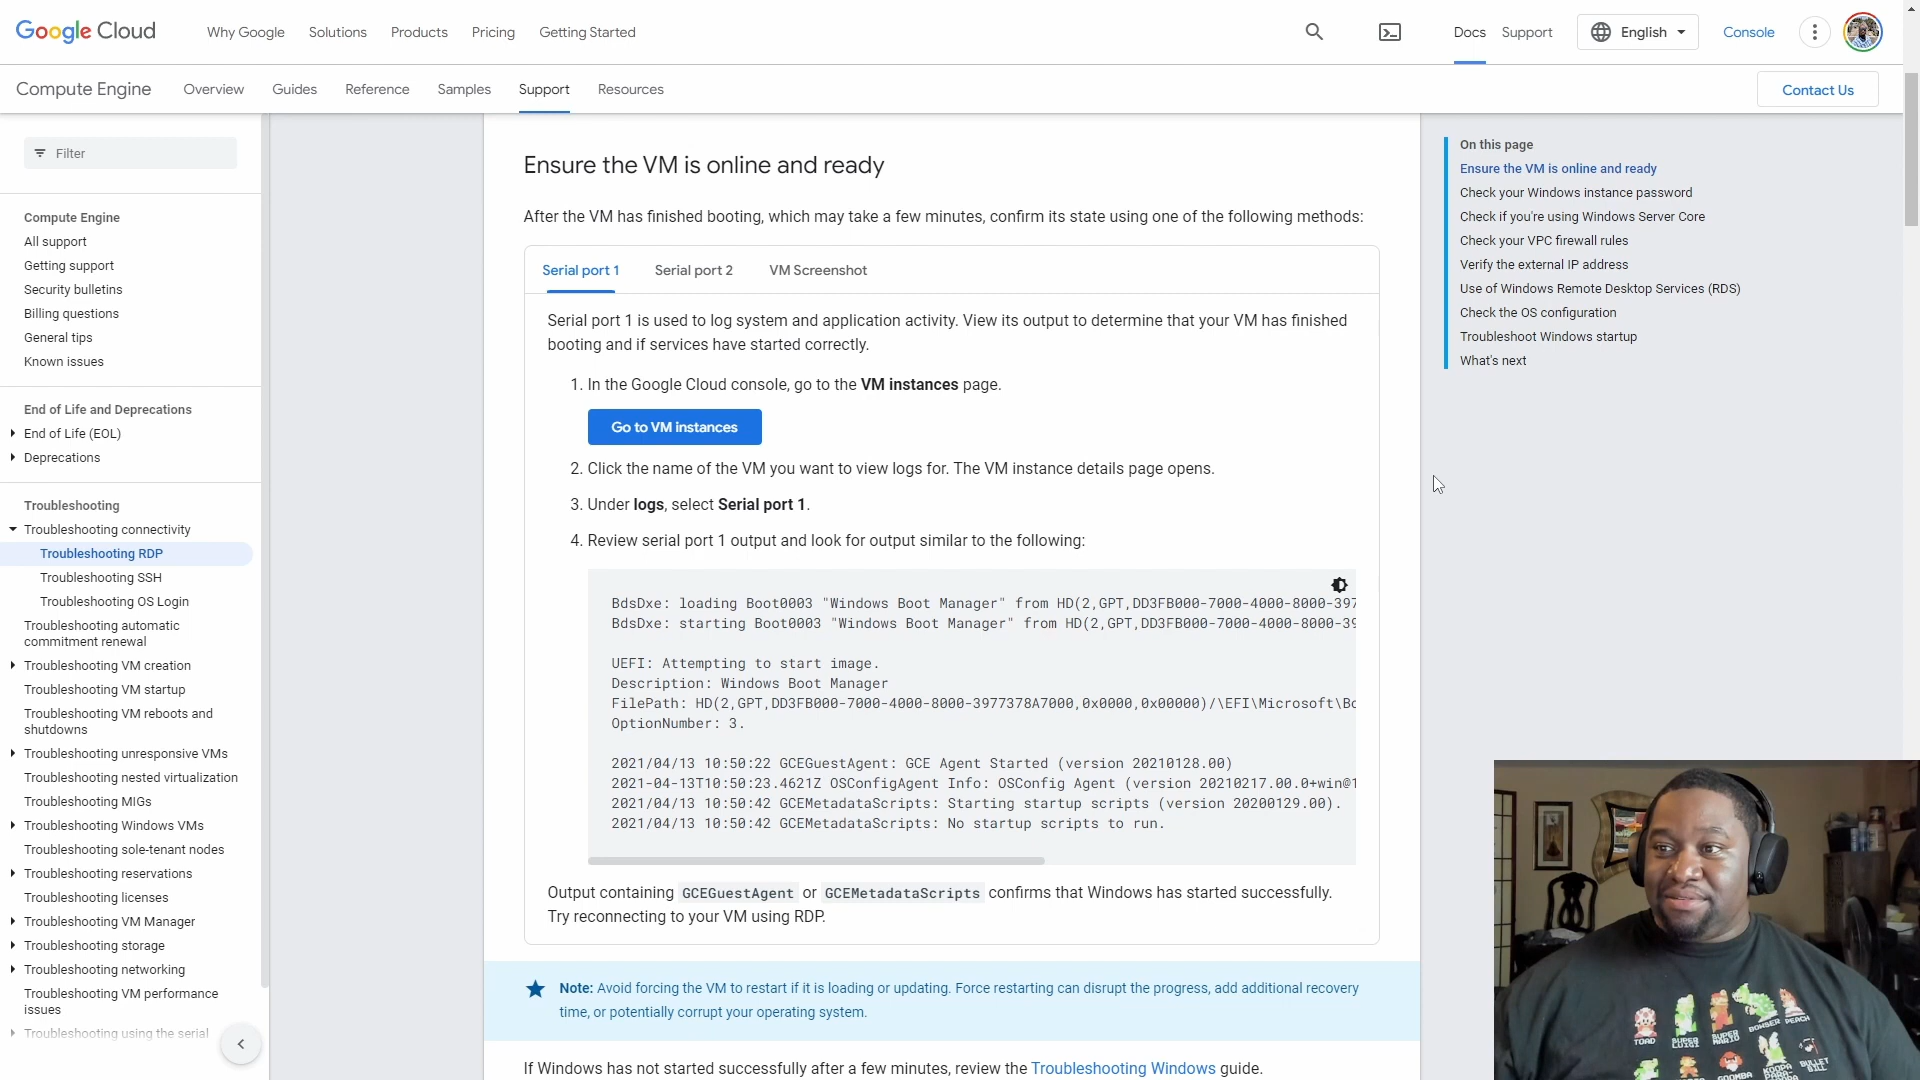 Google Cloud
Why Google
Solutions
Products
Pricing
Getting Started
Docs
Support
English
Console
Compute Engine
Overview
Guides
Reference
Samples
Support
Resources
Contact Us
Filter
Compute Engine
All support
Getting support
Security bulletins
Billing questions
General tips
Known issues
End of Life and Deprecations
End of Life (EOL)
Deprecations
Troubleshooting
Troubleshooting connectivity
Troubleshooting RDP
Troubleshooting SSH
Troubleshooting OS Login
Troubleshooting automatic
commitment renewal
Troubleshooting VM creation
Troubleshooting VM startup
Troubleshooting VM reboots and
shutdowns
Troubleshooting unresponsive VMs
Troubleshooting nested virtualization
Troubleshooting MIGs
Troubleshooting Windows VMs
Troubleshooting sole-tenant nodes
Troubleshooting reservations
Troubleshooting licenses
Troubleshooting VM Manager
Troubleshooting storage
Troubleshooting networking
Troubleshooting VM performance
issues
Troubleshooting using the serial
Ensure the VM is online and ready
After the VM has finished booting, which may take a few minutes, confirm its state using one of the following methods:
Serial port 1
Serial port 2
VM Screenshot
Serial port 1 is used to log system and application activity. View its output to determine that your VM has finished
booting and if services have started correctly.
1. In the Google Cloud console, go to the VM instances page.
Go to VM instances
2. Click the name of the VM you want to view logs for. The VM instance details page opens.
3. Under logs, select Serial port 1.
4. Review serial port 1 output and look for output similar to the following:
BdsDxe: loading Boot0003 "Windows Boot Manager" from HD(2,GPT,DD3FB000-7000-4000-8000-397
BdsDxe: starting Boot0003 "Windows Boot Manager" from HD(2,GPT,DD3FB000-7000-4000-8000-39
UEFI: Attempting to start image.
Description: Windows Boot Manager
FilePath: HD(2,GPT,DD3FB000-7000-4000-8000-3977378A7000,0x0000,0x00000)/\EFI\Microsoft\Bo
OptionNumber: 3.
2021/04/13 10:50:22 GCEGuestAgent: GCE Agent Started (version 20210128.00)
2021-04-13T10:50:23.4621Z OSConfigAgent Info: OSConfig Agent (version 20210217.00.0+win@1
2021/04/13 10:50:42 GCEMetadataScripts: Starting startup scripts (version 20200129.00).
2021/04/13 10:50:42 GCEMetadataScripts: No startup scripts to run.
Output containing GCEGuestAgent or GCEMetadataScripts confirms that Windows has started successfully.
Try reconnecting to your VM using RDP.
Note: Avoid forcing the VM to restart if it is loading or updating. Force restarting can disrupt the progress, add additional recovery
time, or potentially corrupt your operating system.
If Windows has not started successfully after a few minutes, review the Troubleshooting Windows guide.
On this page
Ensure the VM is online and ready
Check your Windows instance password
Check if you're using Windows Server Core
Check your VPC firewall rules
Verify the external IP address
Use of Windows Remote Desktop Services (RDS)
Check the OS configuration
Troubleshoot Windows startup
What's next
TOAD
SUPER
LUIGI
SUPER
MARIO
BOWSER
PEACH
GOOMBA
KOOPA
BULLET
BILL